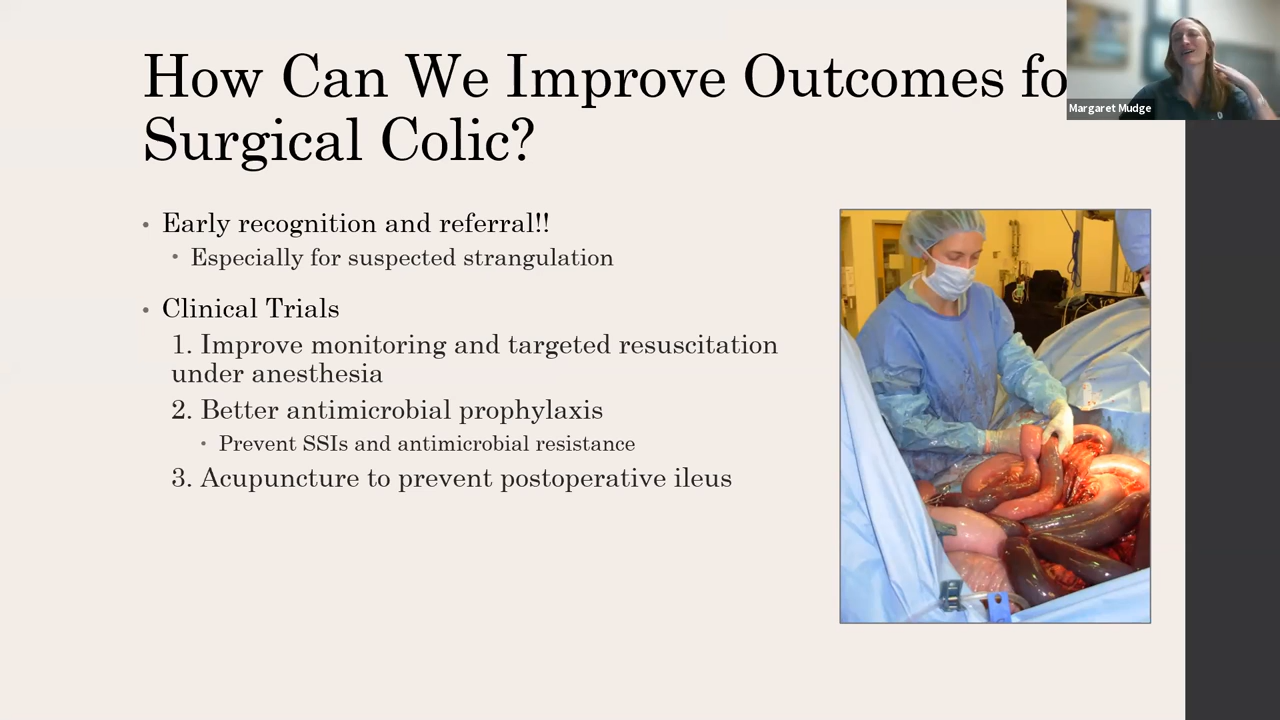 How Can We Improve Outcomes fo
Surgical Colic?
Margaret Mudge
• Early recognition and referral!!
• Especially for suspected strangulation
• Clinical Trials
1. Improve monitoring and targeted resuscitation
under anesthesia
2. Better antimicrobial prophylaxis
• Prevent SSIs and antimicrobial resistance
3. Acupuncture to prevent postoperative ileus